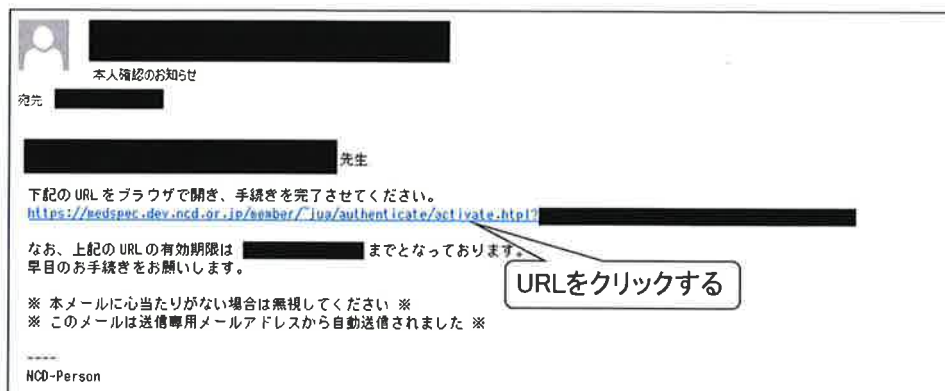 本人確認のお知らせ
宛先
先生
下記の URL をブラウザで開き、手続きを完了させてください。
https://medspec.dev.ncd.or.jp/member/~jua/authenticate/activate.htpl?
なお、上記の URL の有効期限は までとなっております。
早目のお手続きをお願いします。
URLをクリックする
※ 本メールに心当たりがない場合は無視してください ※
※ このメールは送信専用メールアドレスから自動送信されました ※
----
NCD-Person